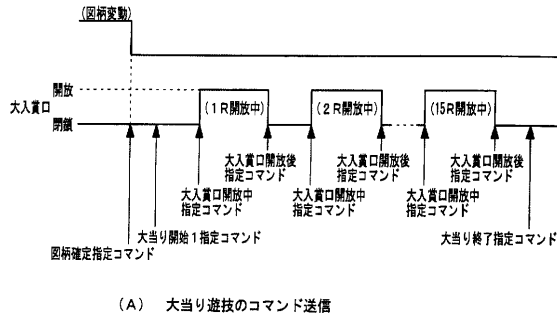 (図柄変動)
開放
大入賞口
閉鎖
(1R開放中)
(2R開放中)
(15R開放中)
大入賞口開放後
指定コマンド
大入賞口開放後
指定コマンド
大入賞口開放後
指定コマンド
大入賞口開放中
指定コマンド
大入賞口開放中
指定コマンド
大入賞口開放中
指定コマンド
大当り開始1指定コマンド
大当り終了指定コマンド
図柄確定指定コマンド
(A) 大当り遊技のコマンド送信